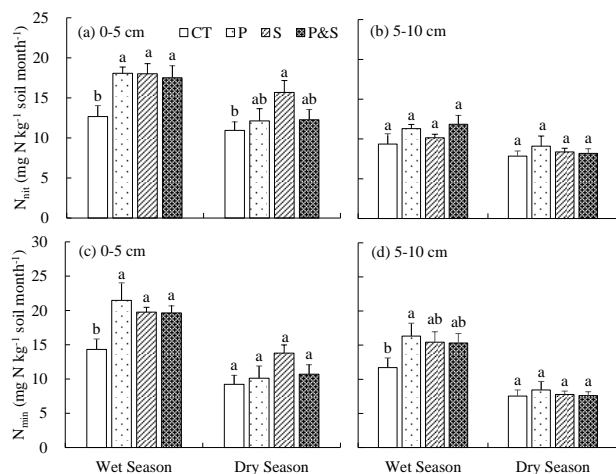 (a) 0-5 cm CT P S P&S (b) 5-10 cm
25
20
15
10
5
0
N_nit (mg N kg⁻¹ soil month⁻¹)
b a a a b ab a ab
a a a a a a a a
(c) 0-5 cm (d) 5-10 cm
30
25
20
15
10
5
0
N_min (mg N kg⁻¹ soil month⁻¹)
b a a a a a a a
b a ab ab a a a a
Wet Season Dry Season Wet Season Dry Season